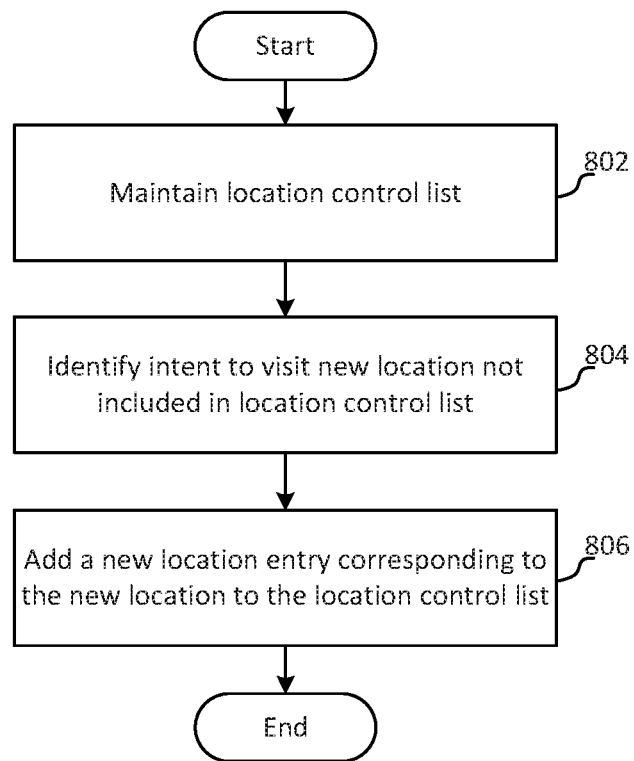 Start
Maintain location control list
802
Identify intent to visit new location not
included in location control list
804
Add a new location entry corresponding to
the new location to the location control list
806
End